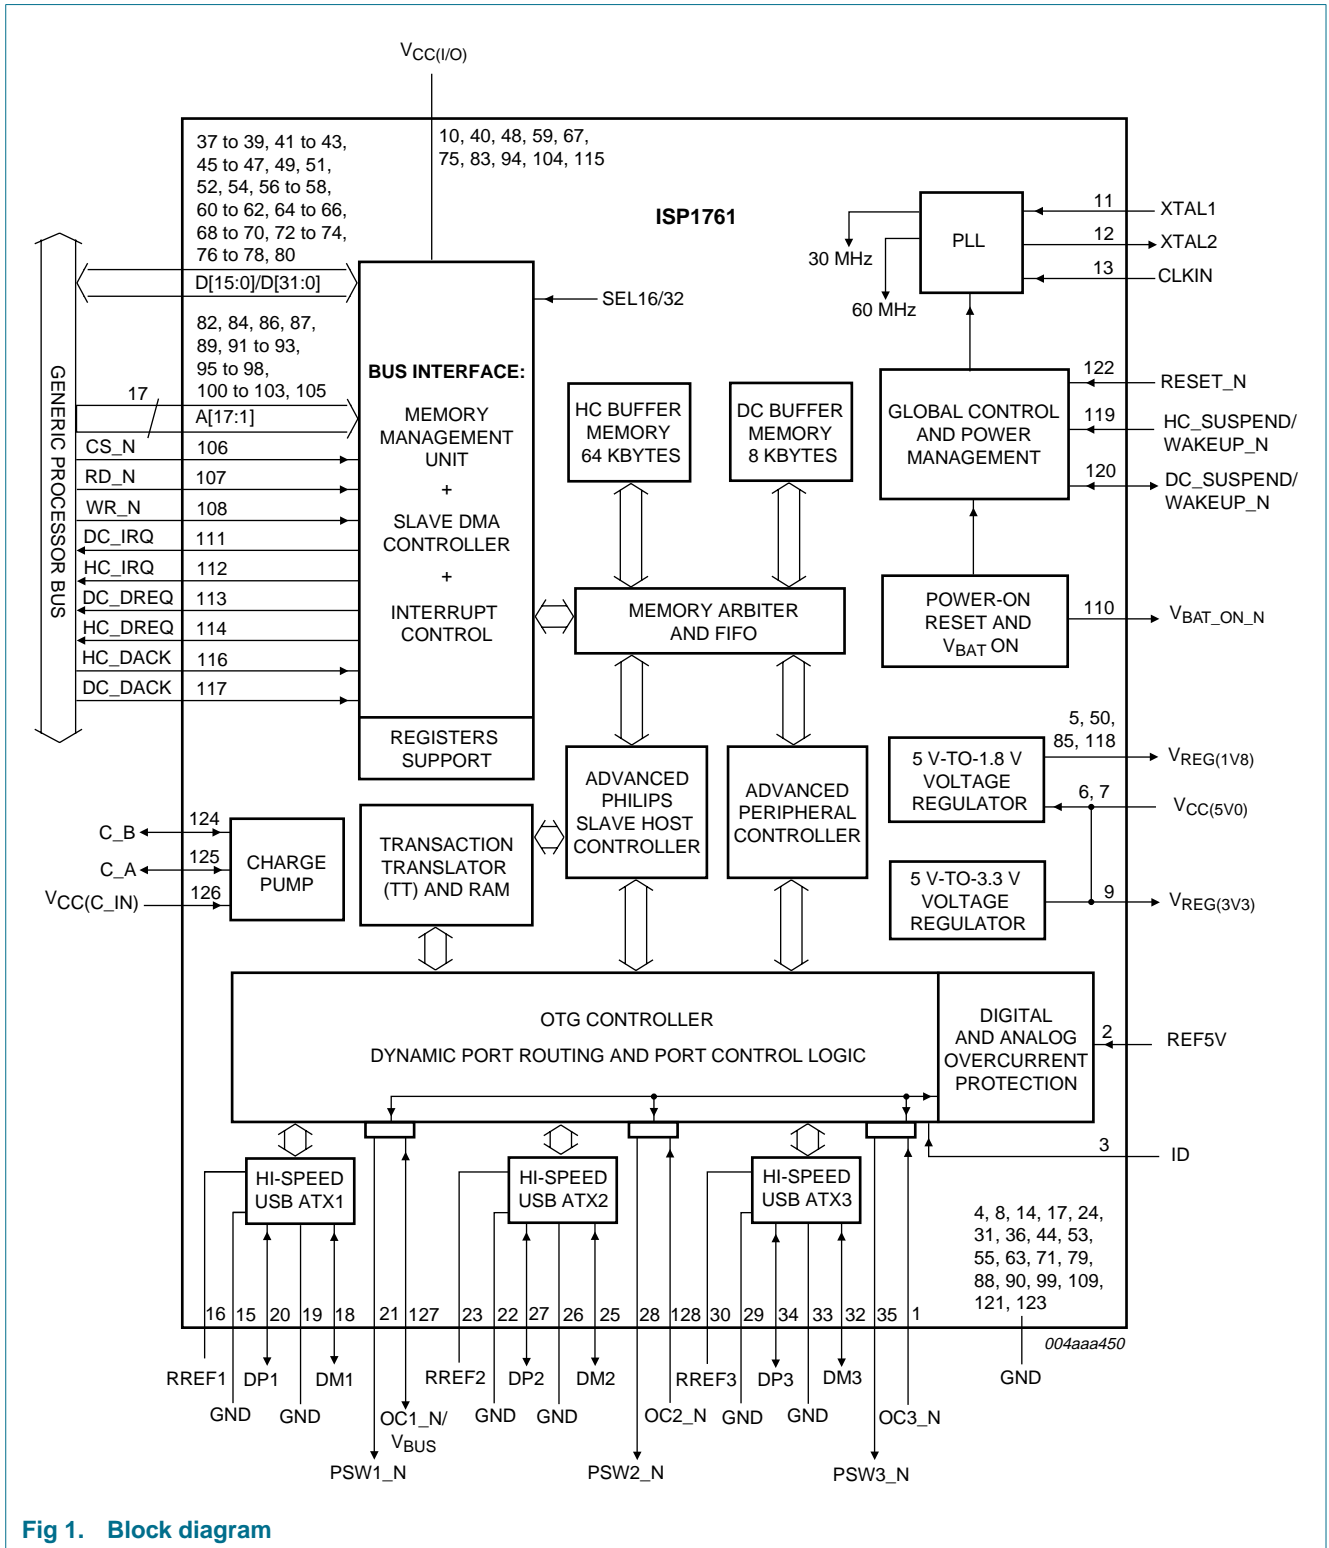 VCC(I/O)
37 to 39, 41 to 43,
45 to 47, 49, 51,
52, 54, 56 to 58,
60 to 62, 64 to 66,
68 to 70, 72 to 74,
76 to 78, 80
D[15:0]/D[31:0]
10, 40, 48, 59, 67,
75, 83, 94, 104, 115
ISP1761
SEL16/32
82, 84, 86, 87,
89, 91 to 93,
95 to 98,
100 to 103, 105
17
A[17:1]
GENERIC PROCESSOR BUS
CS_N 106
RD_N 107
WR_N 108
DC_IRQ 111
HC_IRQ 112
DC_DREQ 113
HC_DREQ 114
HC_DACK 116
DC_DACK 117
BUS INTERFACE:
MEMORY
MANAGEMENT
UNIT
+
SLAVE DMA
CONTROLLER
+
INTERRUPT
CONTROL
REGISTERS
SUPPORT
PLL
30 MHz
60 MHz
11 XTAL1
12 XTAL2
13 CLKIN
HC BUFFER
MEMORY
64 KBYTES
DC BUFFER
MEMORY
8 KBYTES
GLOBAL CONTROL
AND POWER
MANAGEMENT
122 RESET_N
119 HC_SUSPEND/
WAKEUP_N
120 DC_SUSPEND/
WAKEUP_N
MEMORY ARBITER
AND FIFO
POWER-ON
RESET AND
VBAT ON
110 VBAT_ON_N
ADVANCED
PHILIPS
SLAVE HOST
CONTROLLER
ADVANCED
PERIPHERAL
CONTROLLER
5 V-TO-1.8 V
VOLTAGE
REGULATOR
5, 50,
85, 118
VREG(1V8)
6, 7
VCC(5V0)
5 V-TO-3.3 V
VOLTAGE
REGULATOR
9 VREG(3V3)
C_B 124
C_A 125
VCC(C_IN) 126
CHARGE
PUMP
TRANSACTION
TRANSLATOR
(TT) AND RAM
OTG CONTROLLER
DYNAMIC PORT ROUTING AND PORT CONTROL LOGIC
DIGITAL
AND ANALOG
OVERCURRENT
PROTECTION
2 REF5V
3 ID
HI-SPEED
USB ATX1
HI-SPEED
USB ATX2
HI-SPEED
USB ATX3
4, 8, 14, 17, 24,
31, 36, 44, 53,
55, 63, 71, 79,
88, 90, 99, 109,
121, 123
16 15 20 19 18 21 127 23 22 27 26 25 28 128 30 29 34 33 32 35 1
004aaa450
RREF1 DP1 DM1 RREF2 DP2 DM2 RREF3 DP3 DM3 GND
GND GND OC1_N/ GND GND OC2_N GND GND OC3_N
VBUS
PSW1_N PSW2_N PSW3_N
Fig 1. Block diagram